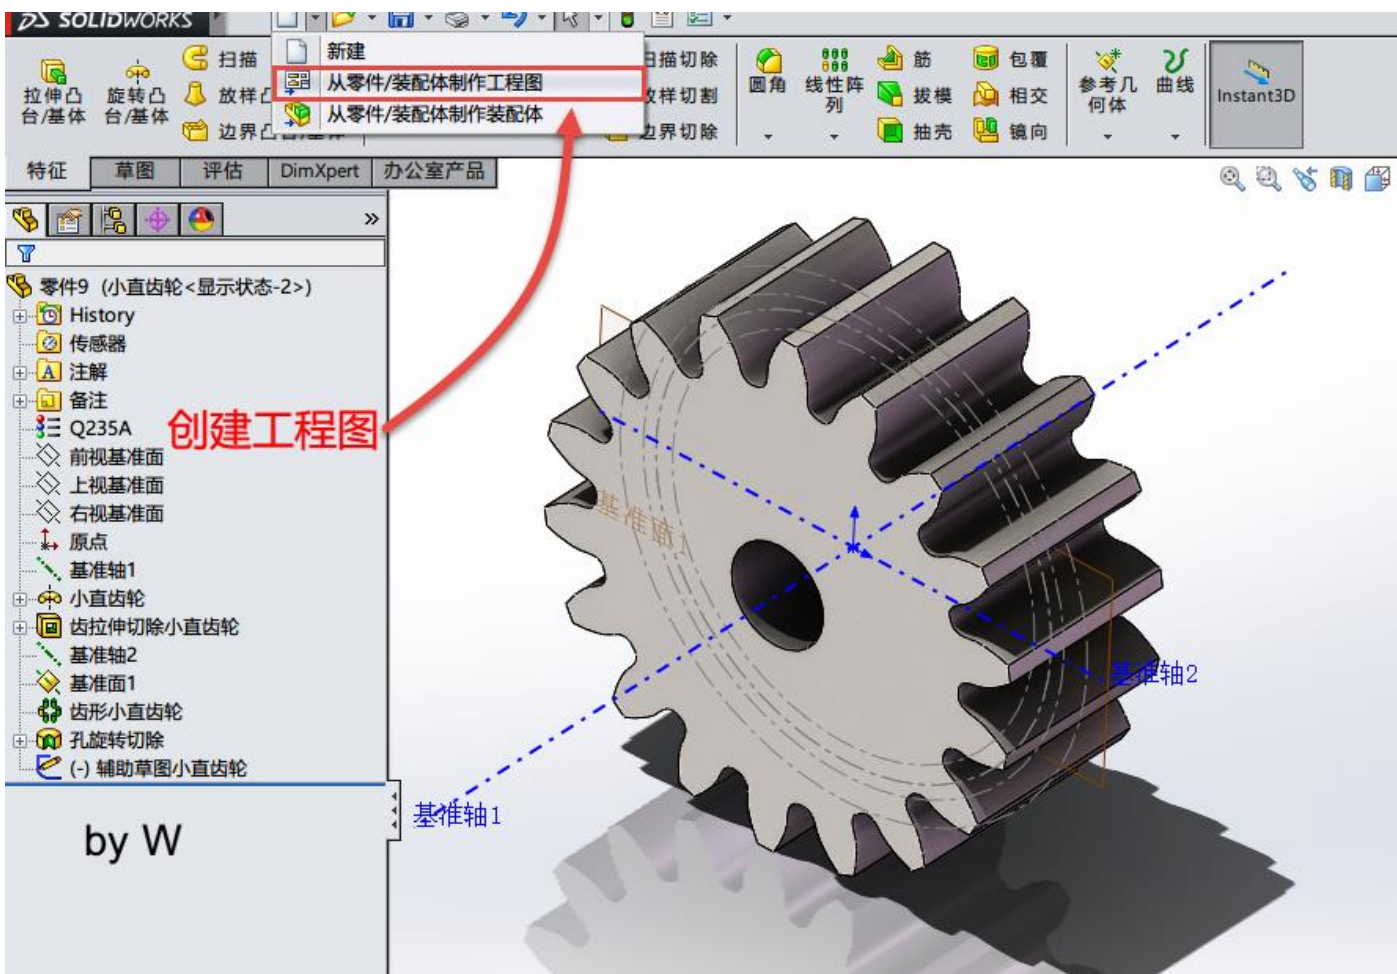 SOLIDWORKS
新建
从零件/装配体制作工程图
从零件/装配体制作装配体
拉伸凸台/基体
旋转凸台/基体
扫描
放样凸
边界凸
扫描切除
放样切割
边界切除
圆角
线性阵列
筋
拔模
抽壳
包覆
相交
镜向
参考几何体
曲线
Instant3D
特征
草图
评估
DimXpert
办公室产品
零件9 (小直齿轮<显示状态-2>)
History
传感器
注解
备注
Q235A
前视基准面
上视基准面
右视基准面
原点
基准轴1
小直齿轮
齿拉伸切除小直齿轮
基准轴2
基准面1
齿形小直齿轮
孔旋转切除
(-) 辅助草图小直齿轮
创建工程图
基准面1
基准轴2
基准轴1
by W